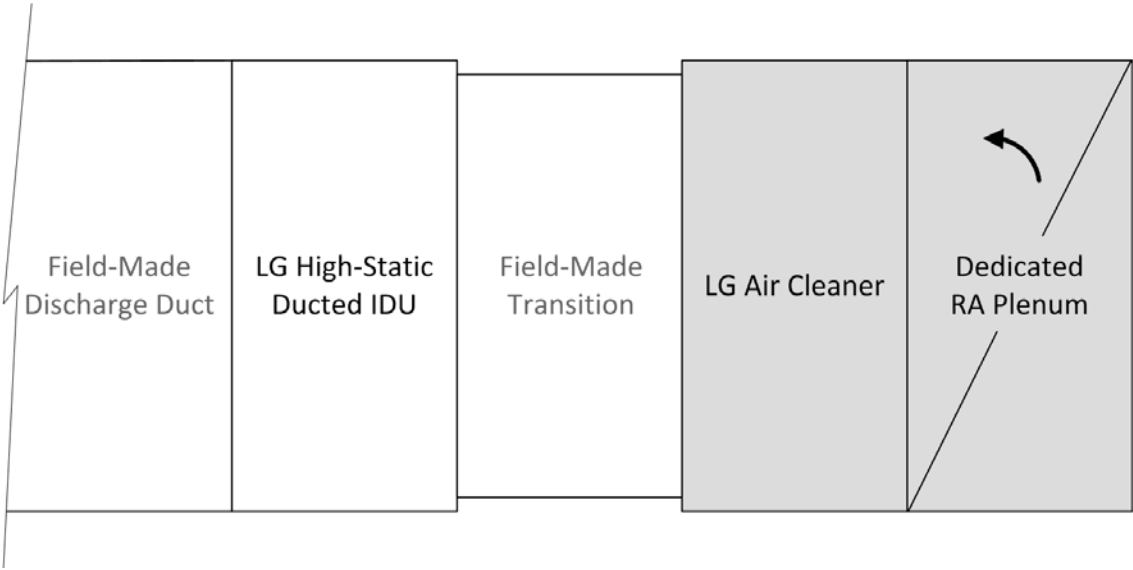 Field-Made
Discharge Duct
LG High-Static
Ducted IDU
Field-Made
Transition
LG Air Cleaner
Dedicated
RA Plenum